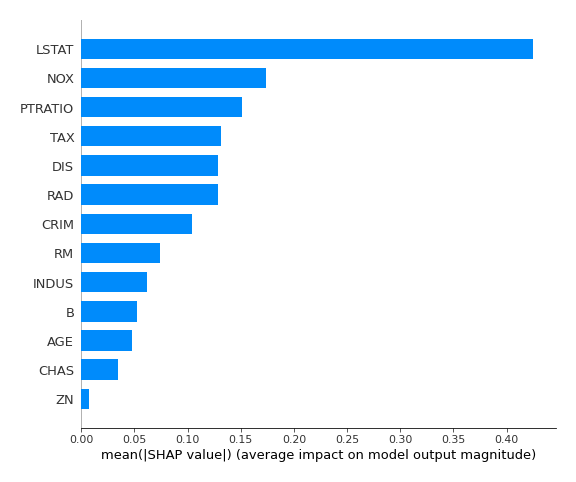 LSTAT
NOX
PTRATIO
TAX
DIS
RAD
CRIM
RM
INDUS
B
AGE
CHAS
ZN
0.00 0.05 0.10 0.15 0.20 0.25 0.30 0.35 0.40
mean(|SHAP value|) (average impact on model output magnitude)